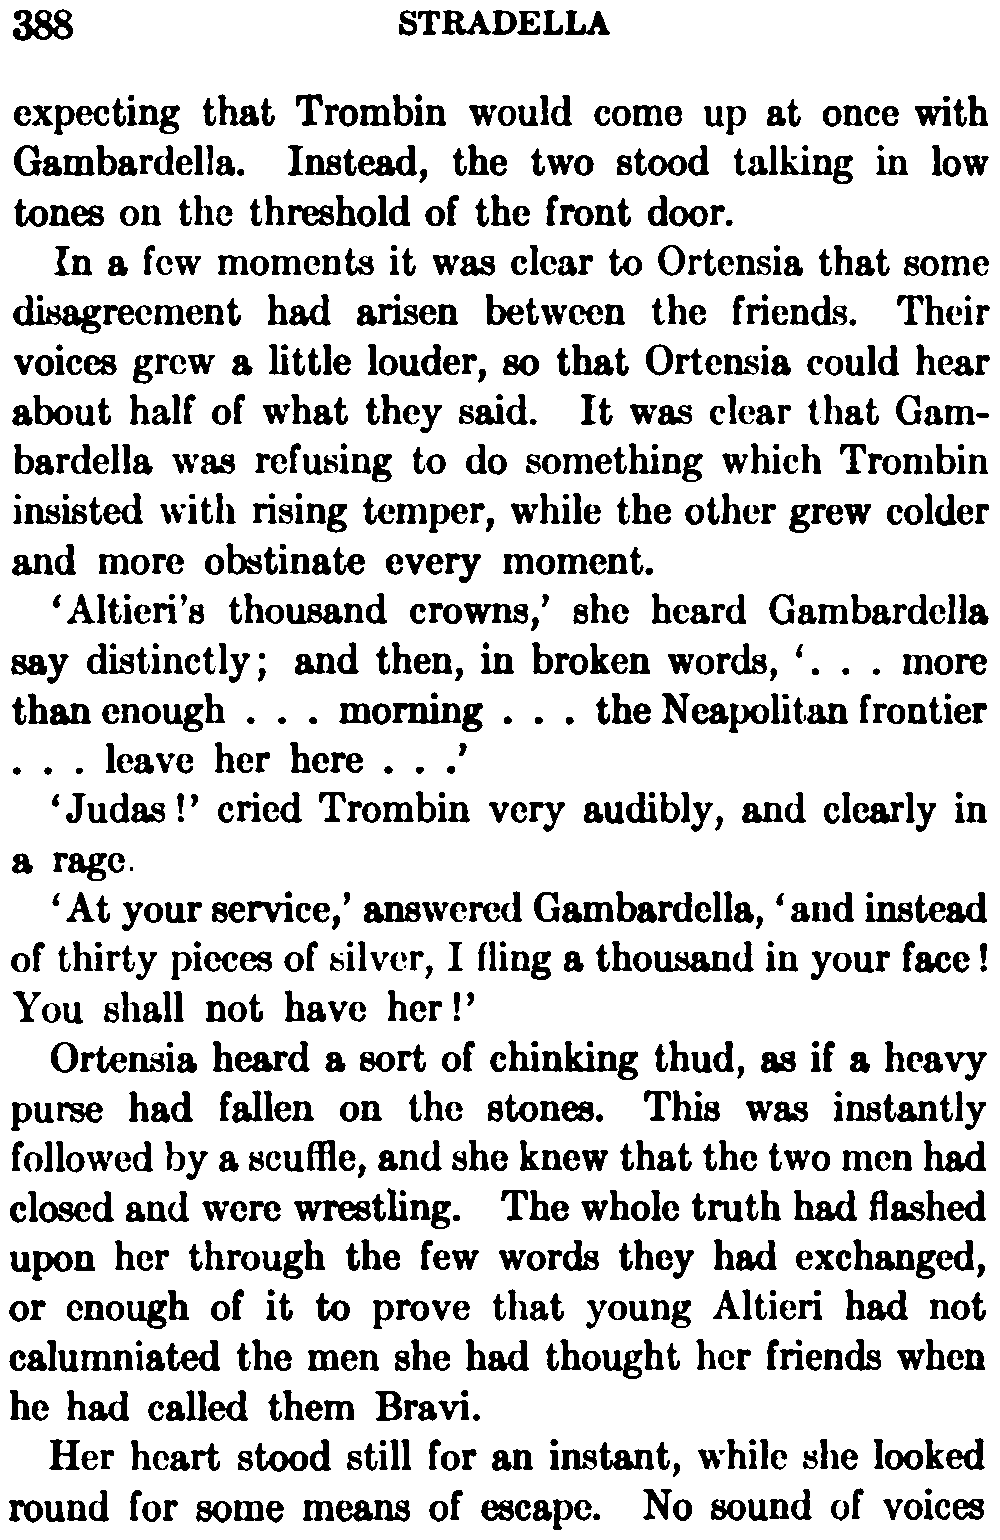 388 STRADELLA
expecting that Trombin would come up at once with
Gambardella. Instead, the two stood talking in low
tones on the threshold of the front door.
In a few moments it was clear to Ortensia that some
disagreement had arisen between the friends. Their
voices grew a little louder, so that Ortensia could hear
about half of what they said. It was clear that Gam-
bardella was refusing to do something which Trombin
insisted with rising temper, while the other grew colder
and more obstinate every moment.
‘Altieri’s thousand crowns,’ she heard Gambardella
say distinctly; and then, in broken words, ‘. . . more
than enough . . . morning . . . the Neapolitan frontier
. . . leave her here . . .’
‘Judas!’ cried Trombin very audibly, and clearly in
a rage.
‘At your service,’ answered Gambardella, ‘and instead
of thirty pieces of silver, I fling a thousand in your face!
You shall not have her!’
Ortensia heard a sort of chinking thud, as if a heavy
purse had fallen on the stones. This was instantly
followed by a scuffle, and she knew that the two men had
closed and were wrestling. The whole truth had flashed
upon her through the few words they had exchanged,
or enough of it to prove that young Altieri had not
calumniated the men she had thought her friends when
he had called them Bravi.
Her heart stood still for an instant, while she looked
round for some means of escape. No sound of voices